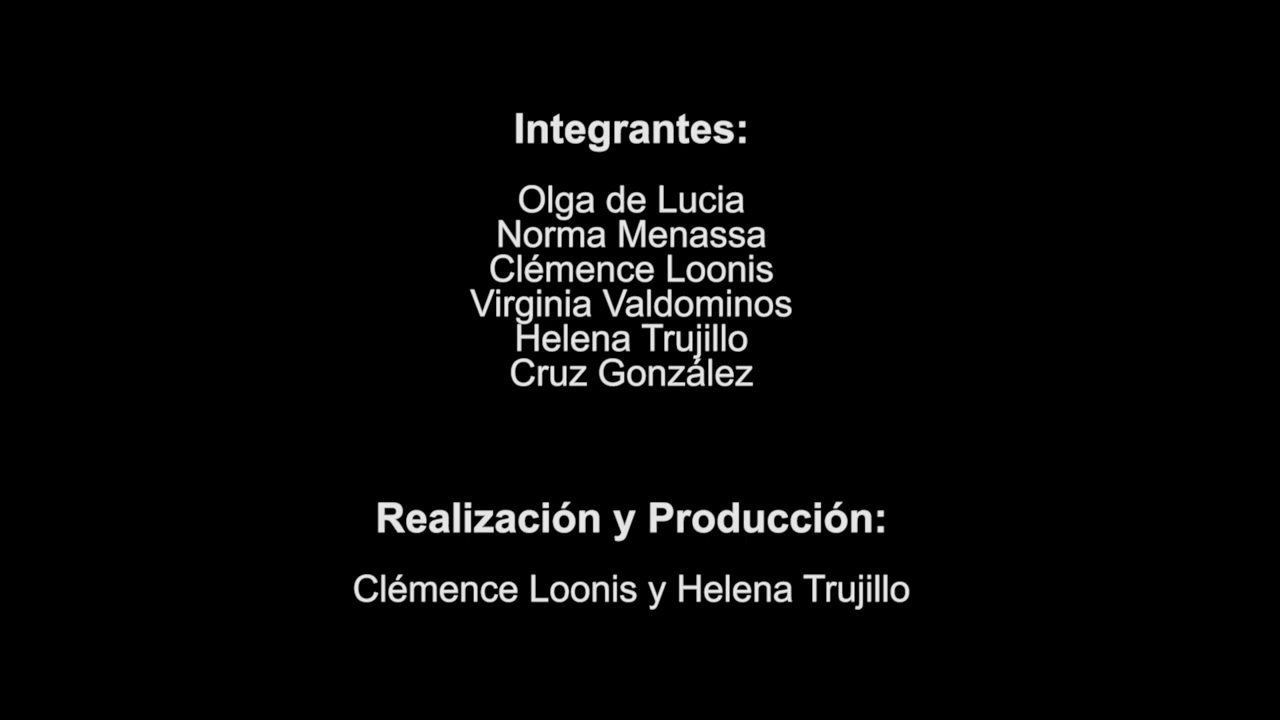 Integrantes:
Olga de Lucia
Norma Menassa
Clémence Loonis
Virginia Valdominos
Helena Trujillo
Cruz González
Realización y Producción:
Clémence Loonis y Helena Trujillo